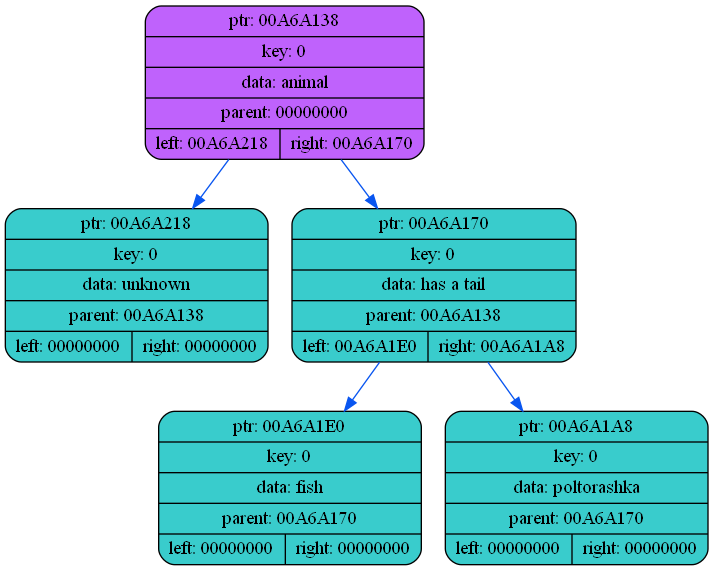 ptr: 00A6A138
key: 0
data: animal
parent: 00000000
left: 00A6A218 right: 00A6A170
ptr: 00A6A218
key: 0
data: unknown
parent: 00A6A138
left: 00000000 right: 00000000
ptr: 00A6A170
key: 0
data: has a tail
parent: 00A6A138
left: 00A6A1E0 right: 00A6A1A8
ptr: 00A6A1E0
key: 0
data: fish
parent: 00A6A170
left: 00000000 right: 00000000
ptr: 00A6A1A8
key: 0
data: poltorashka
parent: 00A6A170
left: 00000000 right: 00000000